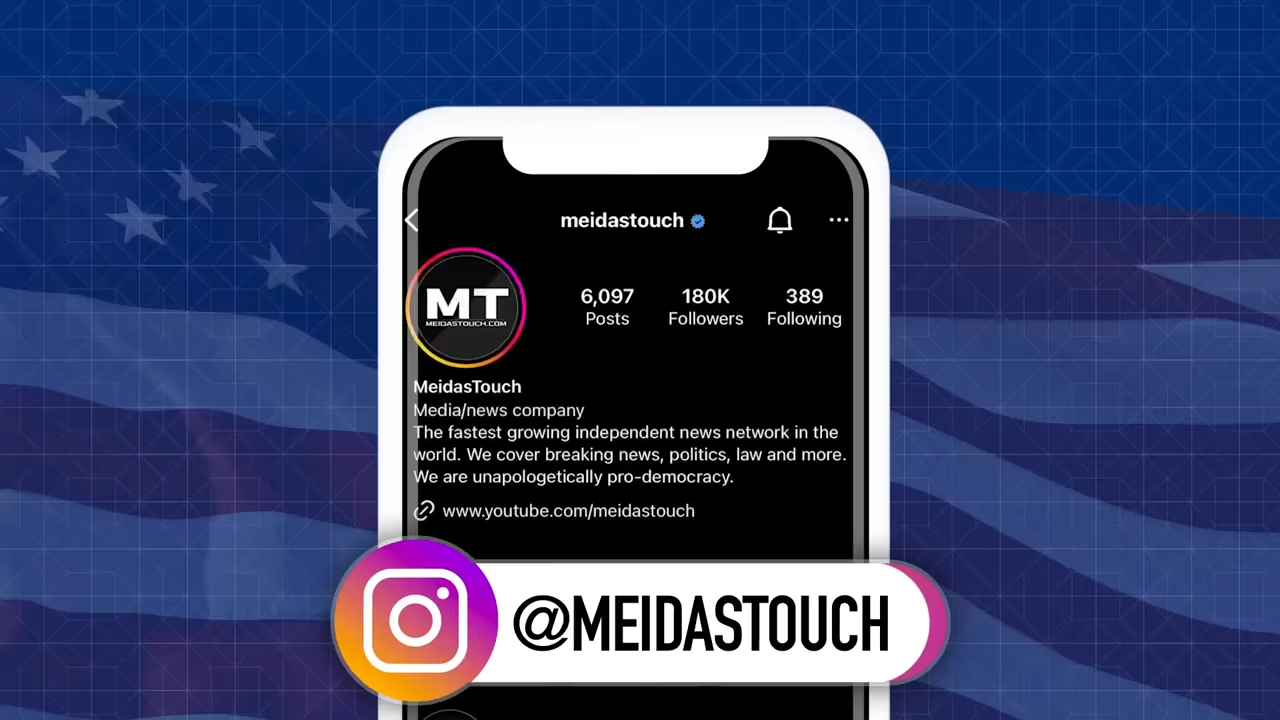 meidastouch
MT
MEIDASTOUCH.COM
6,097 180K 389
Posts Followers Following
MeidasTouch
Media/news company
The fastest growing independent news network in the
world. We cover breaking news, politics, law and more.
We are unapologetically pro-democracy.
www.youtube.com/meidastouch
@MEIDASTOUCH